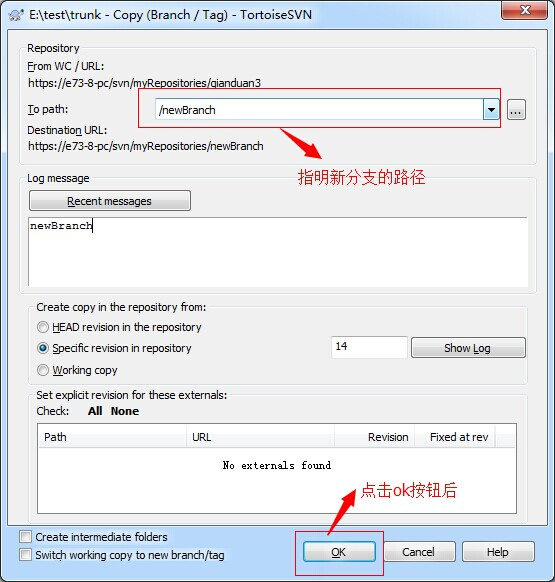 E:\test\trunk - Copy (Branch / Tag) - TortoiseSVN
Repository
From WC / URL:
https://e73-8-pc/svn/myRepositories/qianduan3
To path:
/newBranch
...
Destination URL:
https://e73-8-pc/svn/myRepositories/newBranch
指明新分支的路径
Log message
Recent messages
newBranch
Create copy in the repository from:
HEAD revision in the repository
Specific revision in repository
14
Show Log
Working copy
Set explicit revision for these externals:
Check: All None
Path URL Revision Fixed at rev
No externals found
点击ok按钮后
Create intermediate folders
Switch working copy to new branch/tag
OK Cancel Help